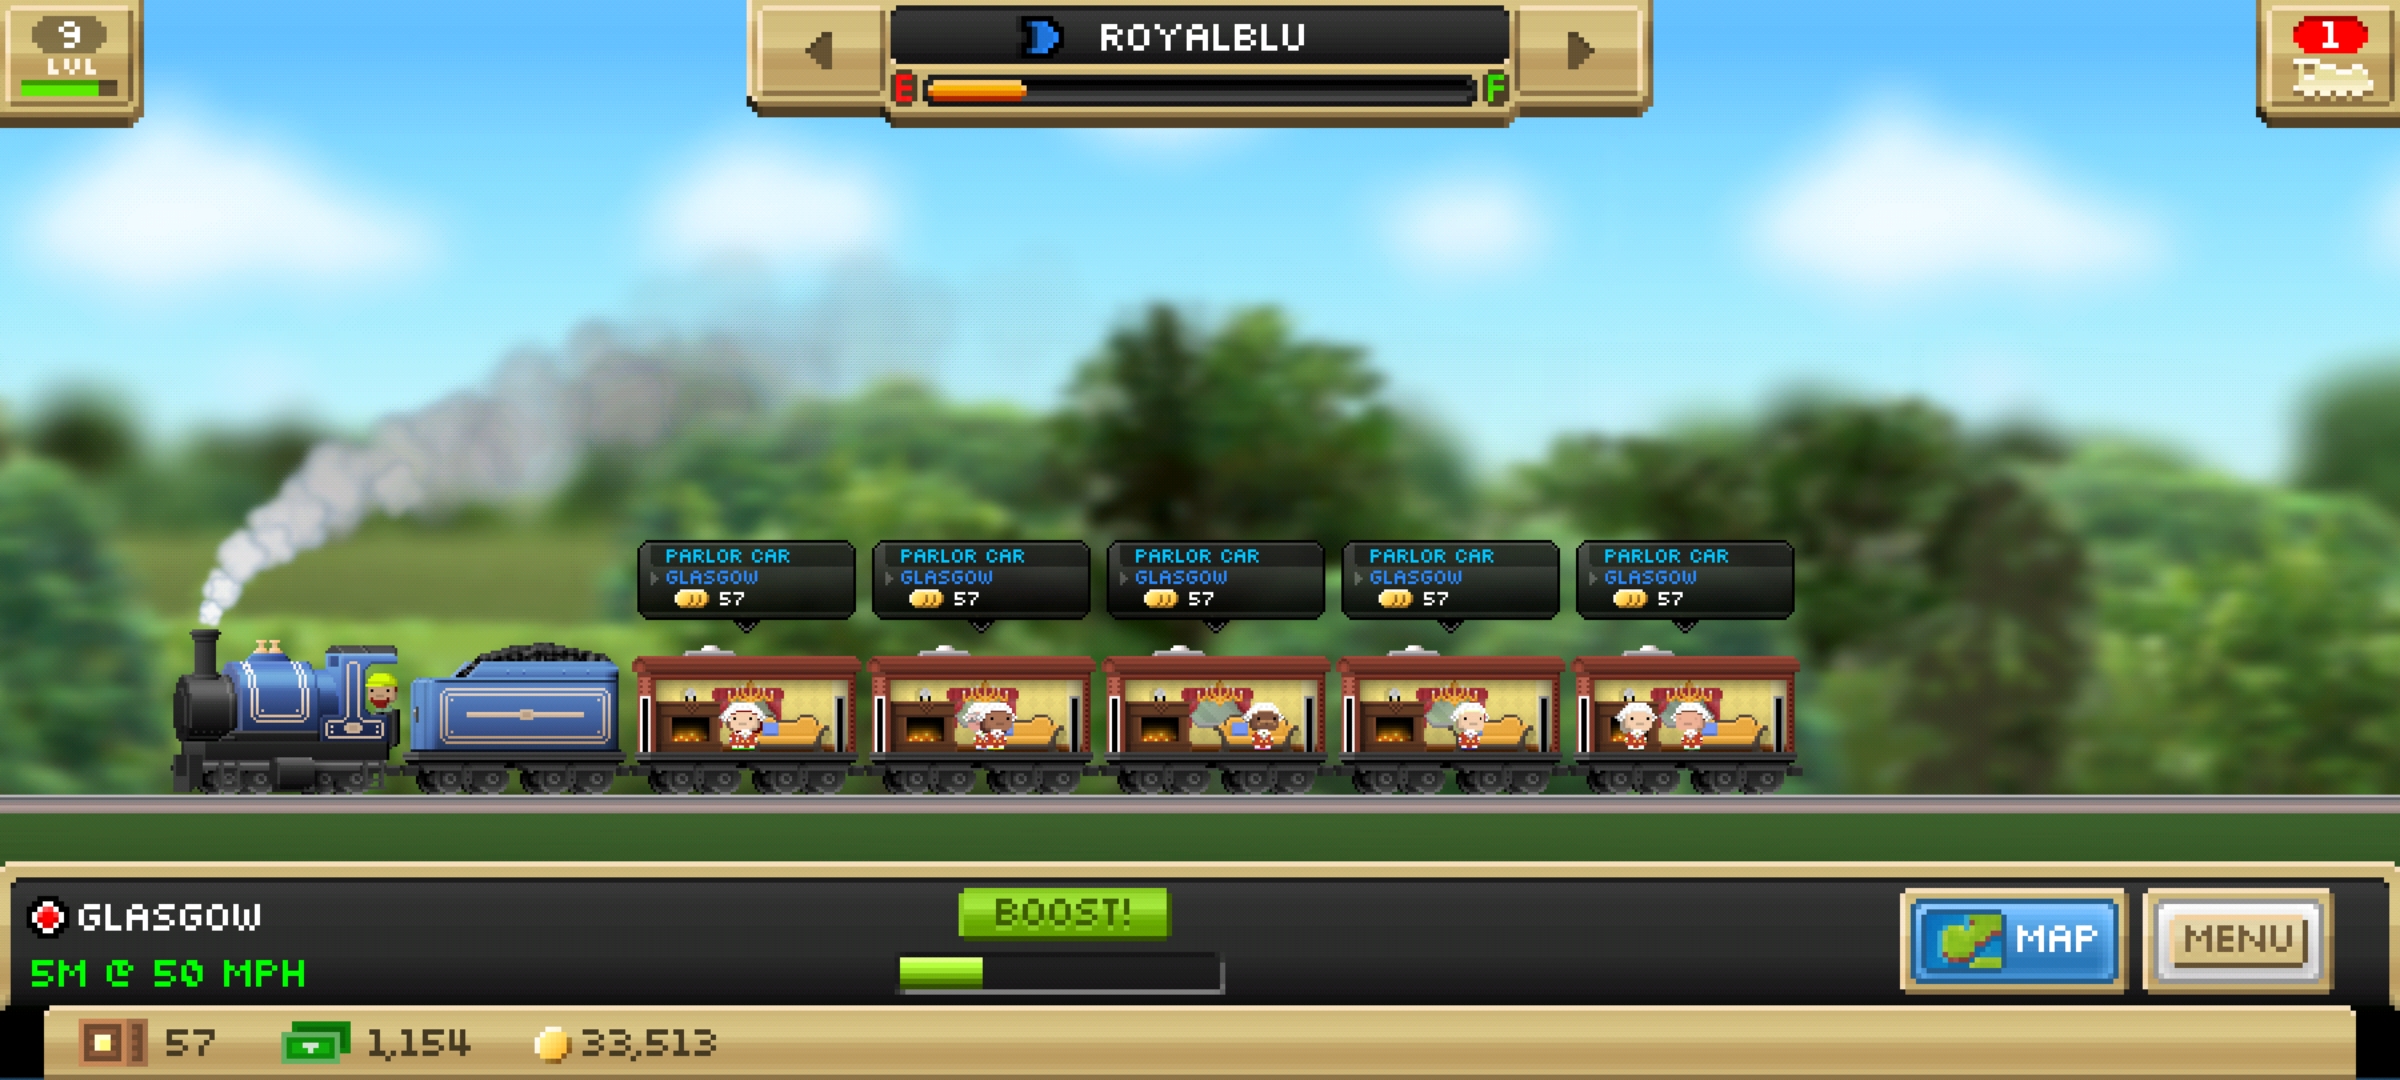 9
LVL
ROYALBLU
E
F
1
PARLOR CAR
GLASGOW
57
PARLOR CAR
GLASGOW
57
PARLOR CAR
GLASGOW
57
PARLOR CAR
GLASGOW
57
PARLOR CAR
GLASGOW
57
GLASGOW
5M @ 50 MPH
BOOST!
MAP
MENU
57
1,154
33,513